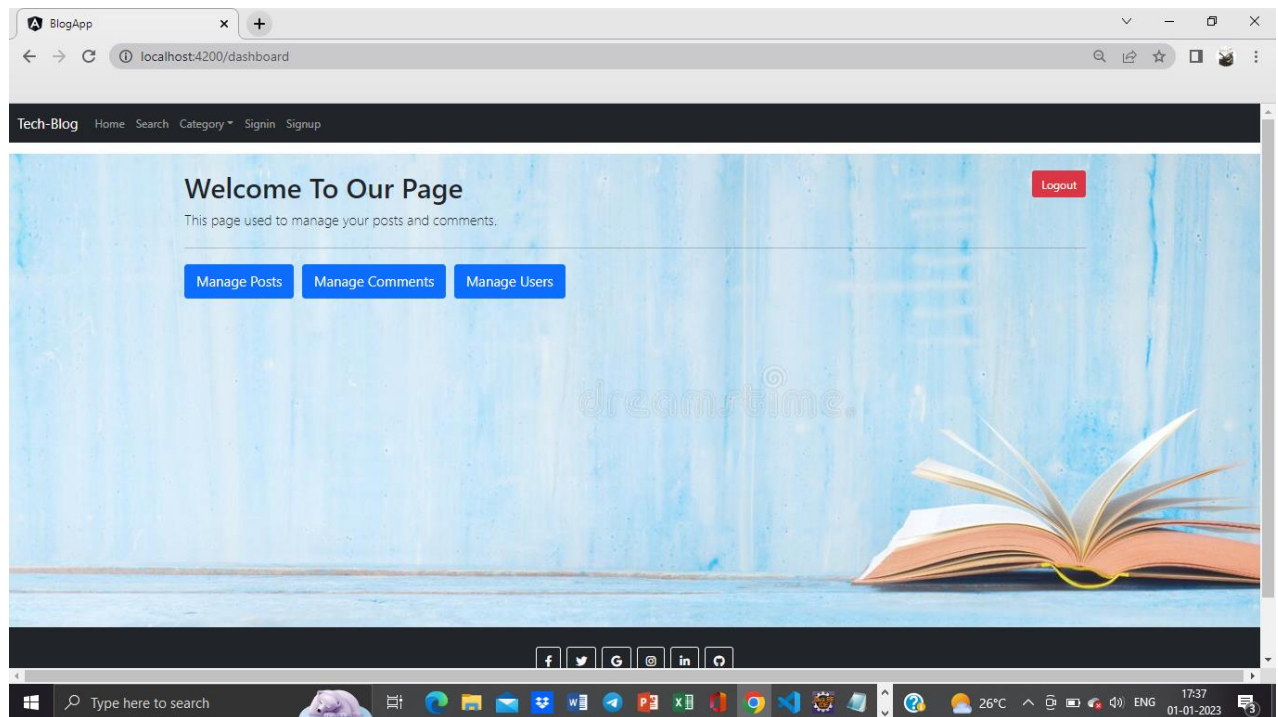 BlogApp
localhost:4200/dashboard
Tech-Blog Home Search Category Signin Signup
Welcome To Our Page
Logout
This page used to manage your posts and comments.
Manage Posts Manage Comments Manage Users
dreamstime.
f G in
Type here to search
26°C ENG 17:37
01-01-2023
3